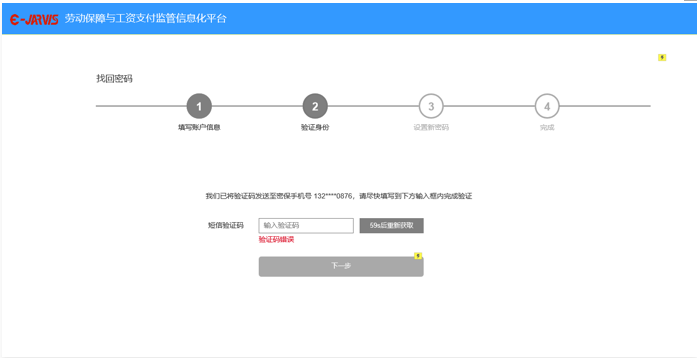 E-JARVIS 劳动保障与工资支付监管信息化平台
找回密码
1 2 3 4
填写账户信息 验证身份 设置新密码 完成
我们已将验证码发送至密保手机号 132****0876，请尽快填写到下方输入框内完成验证
短信验证码 输入验证码 59s后重新获取
验证码错误
下一步